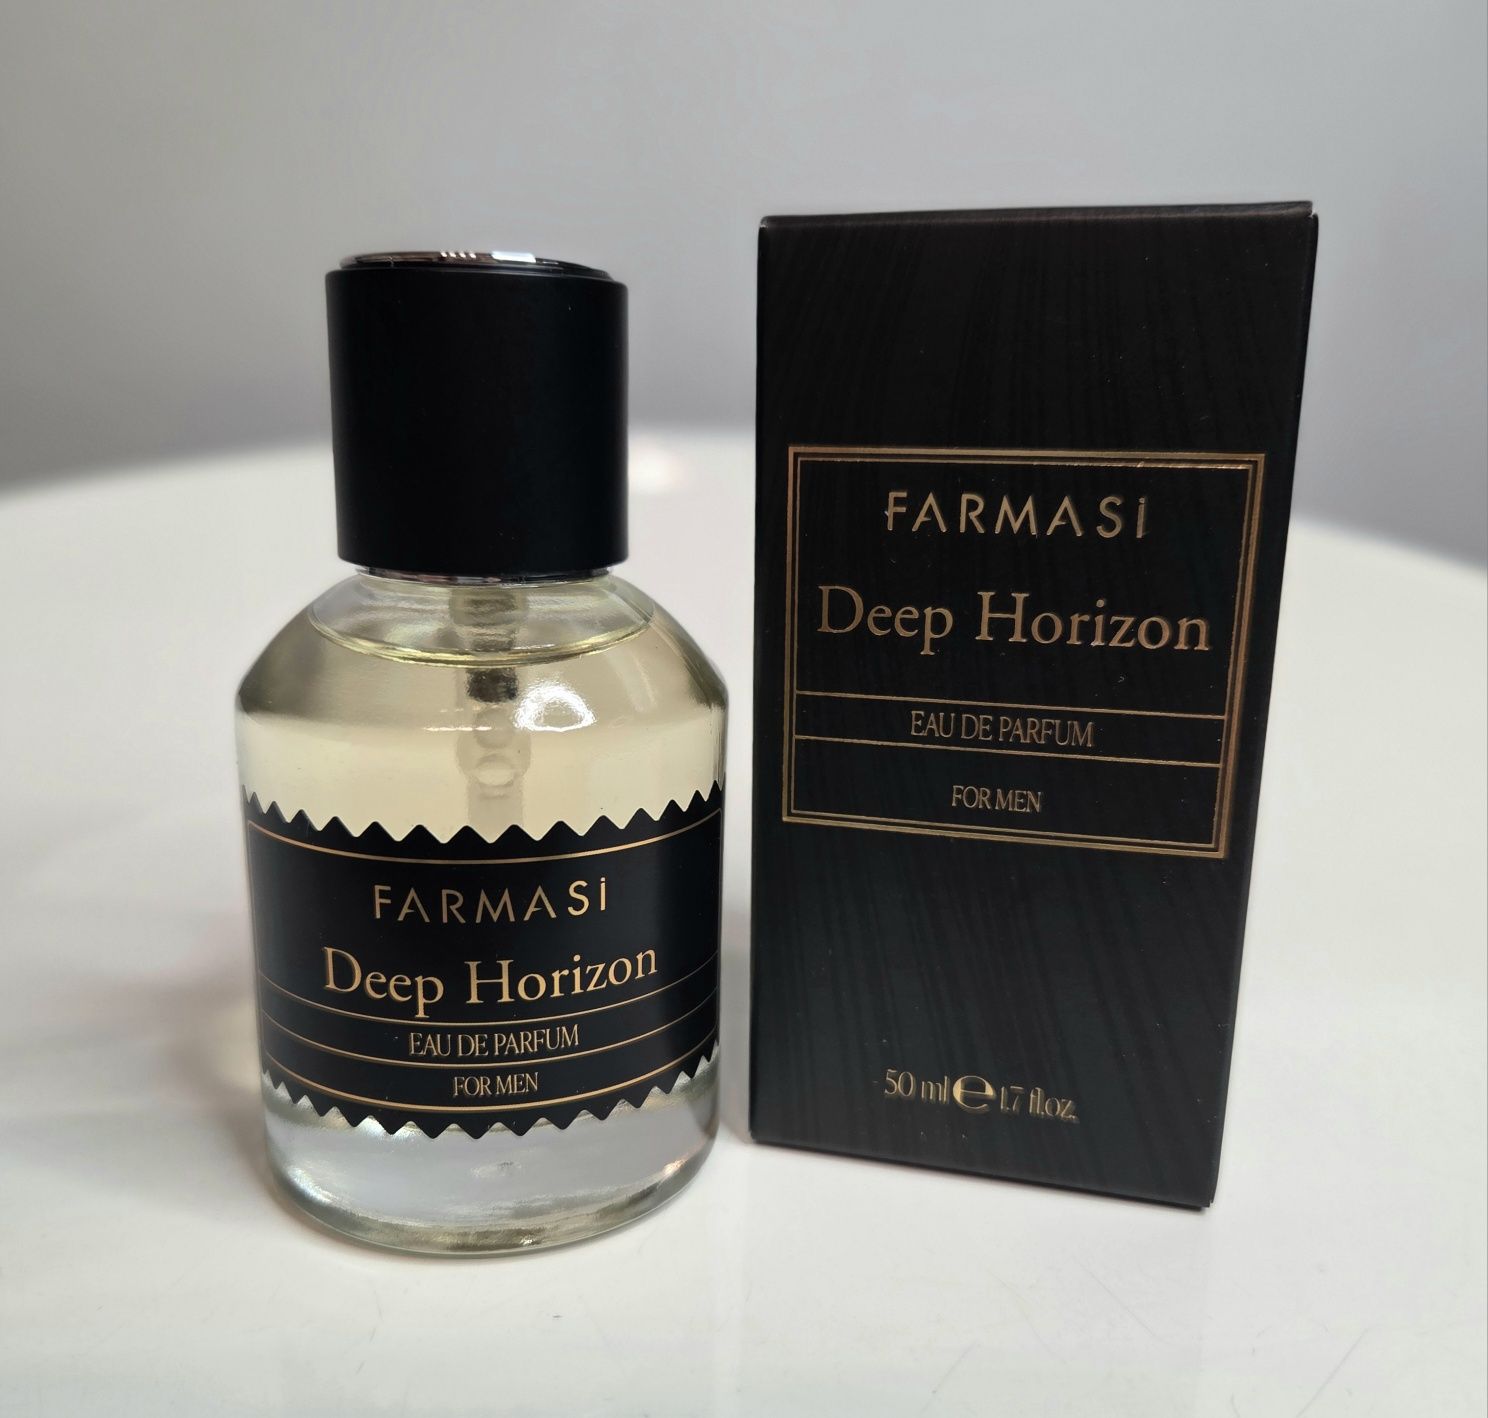 FARMASi
Deep Horizon
EAU DE PARFUM
FOR MEN
FARMASi
Deep Horizon
EAU DE PARFUM
FOR MEN
50 ml ℮ 1.7 fl.oz.